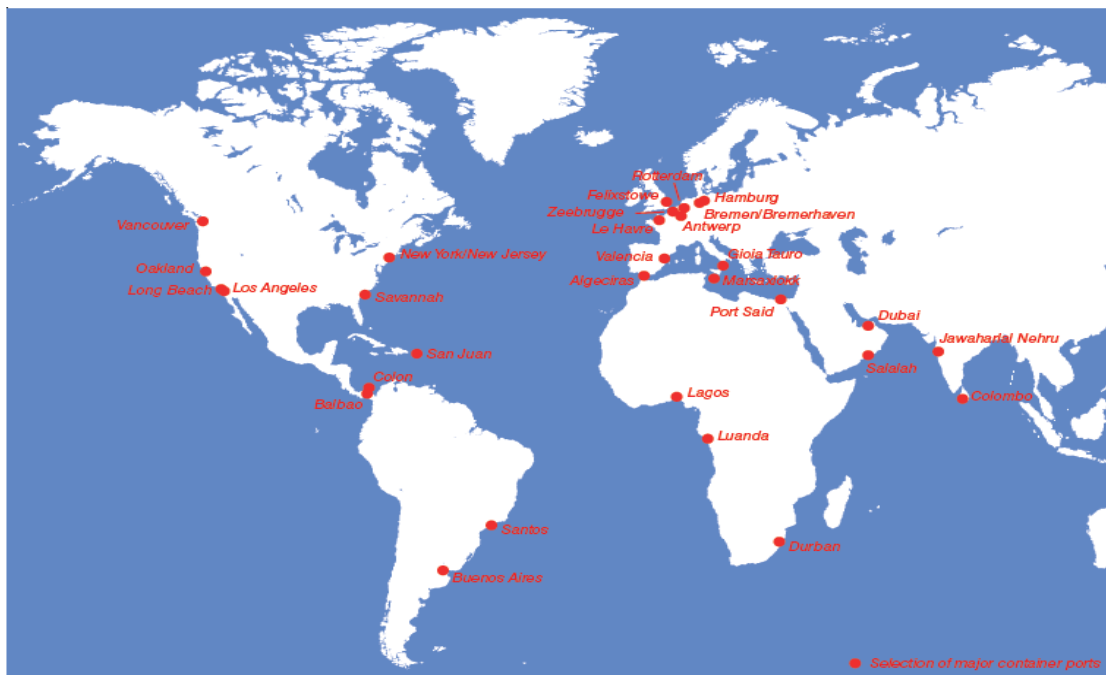 Rotterdam
Felixstowe
Hamburg
Zeebrugge
Bremen/Bremerhaven
Le Havre
Antwerp
Vancouver
New York/New Jersey
Valencia
Gioia Tauro
Oakland
Algeciras
Marsaxlokk
Long Beach
Los Angeles
Savannah
Port Said
Dubai
Jawaharlal Nehru
San Juan
Salalah
Colon
Balbao
Lagos
Colombo
Luanda
Santos
Durban
Buenos Aires
Selection of major container ports